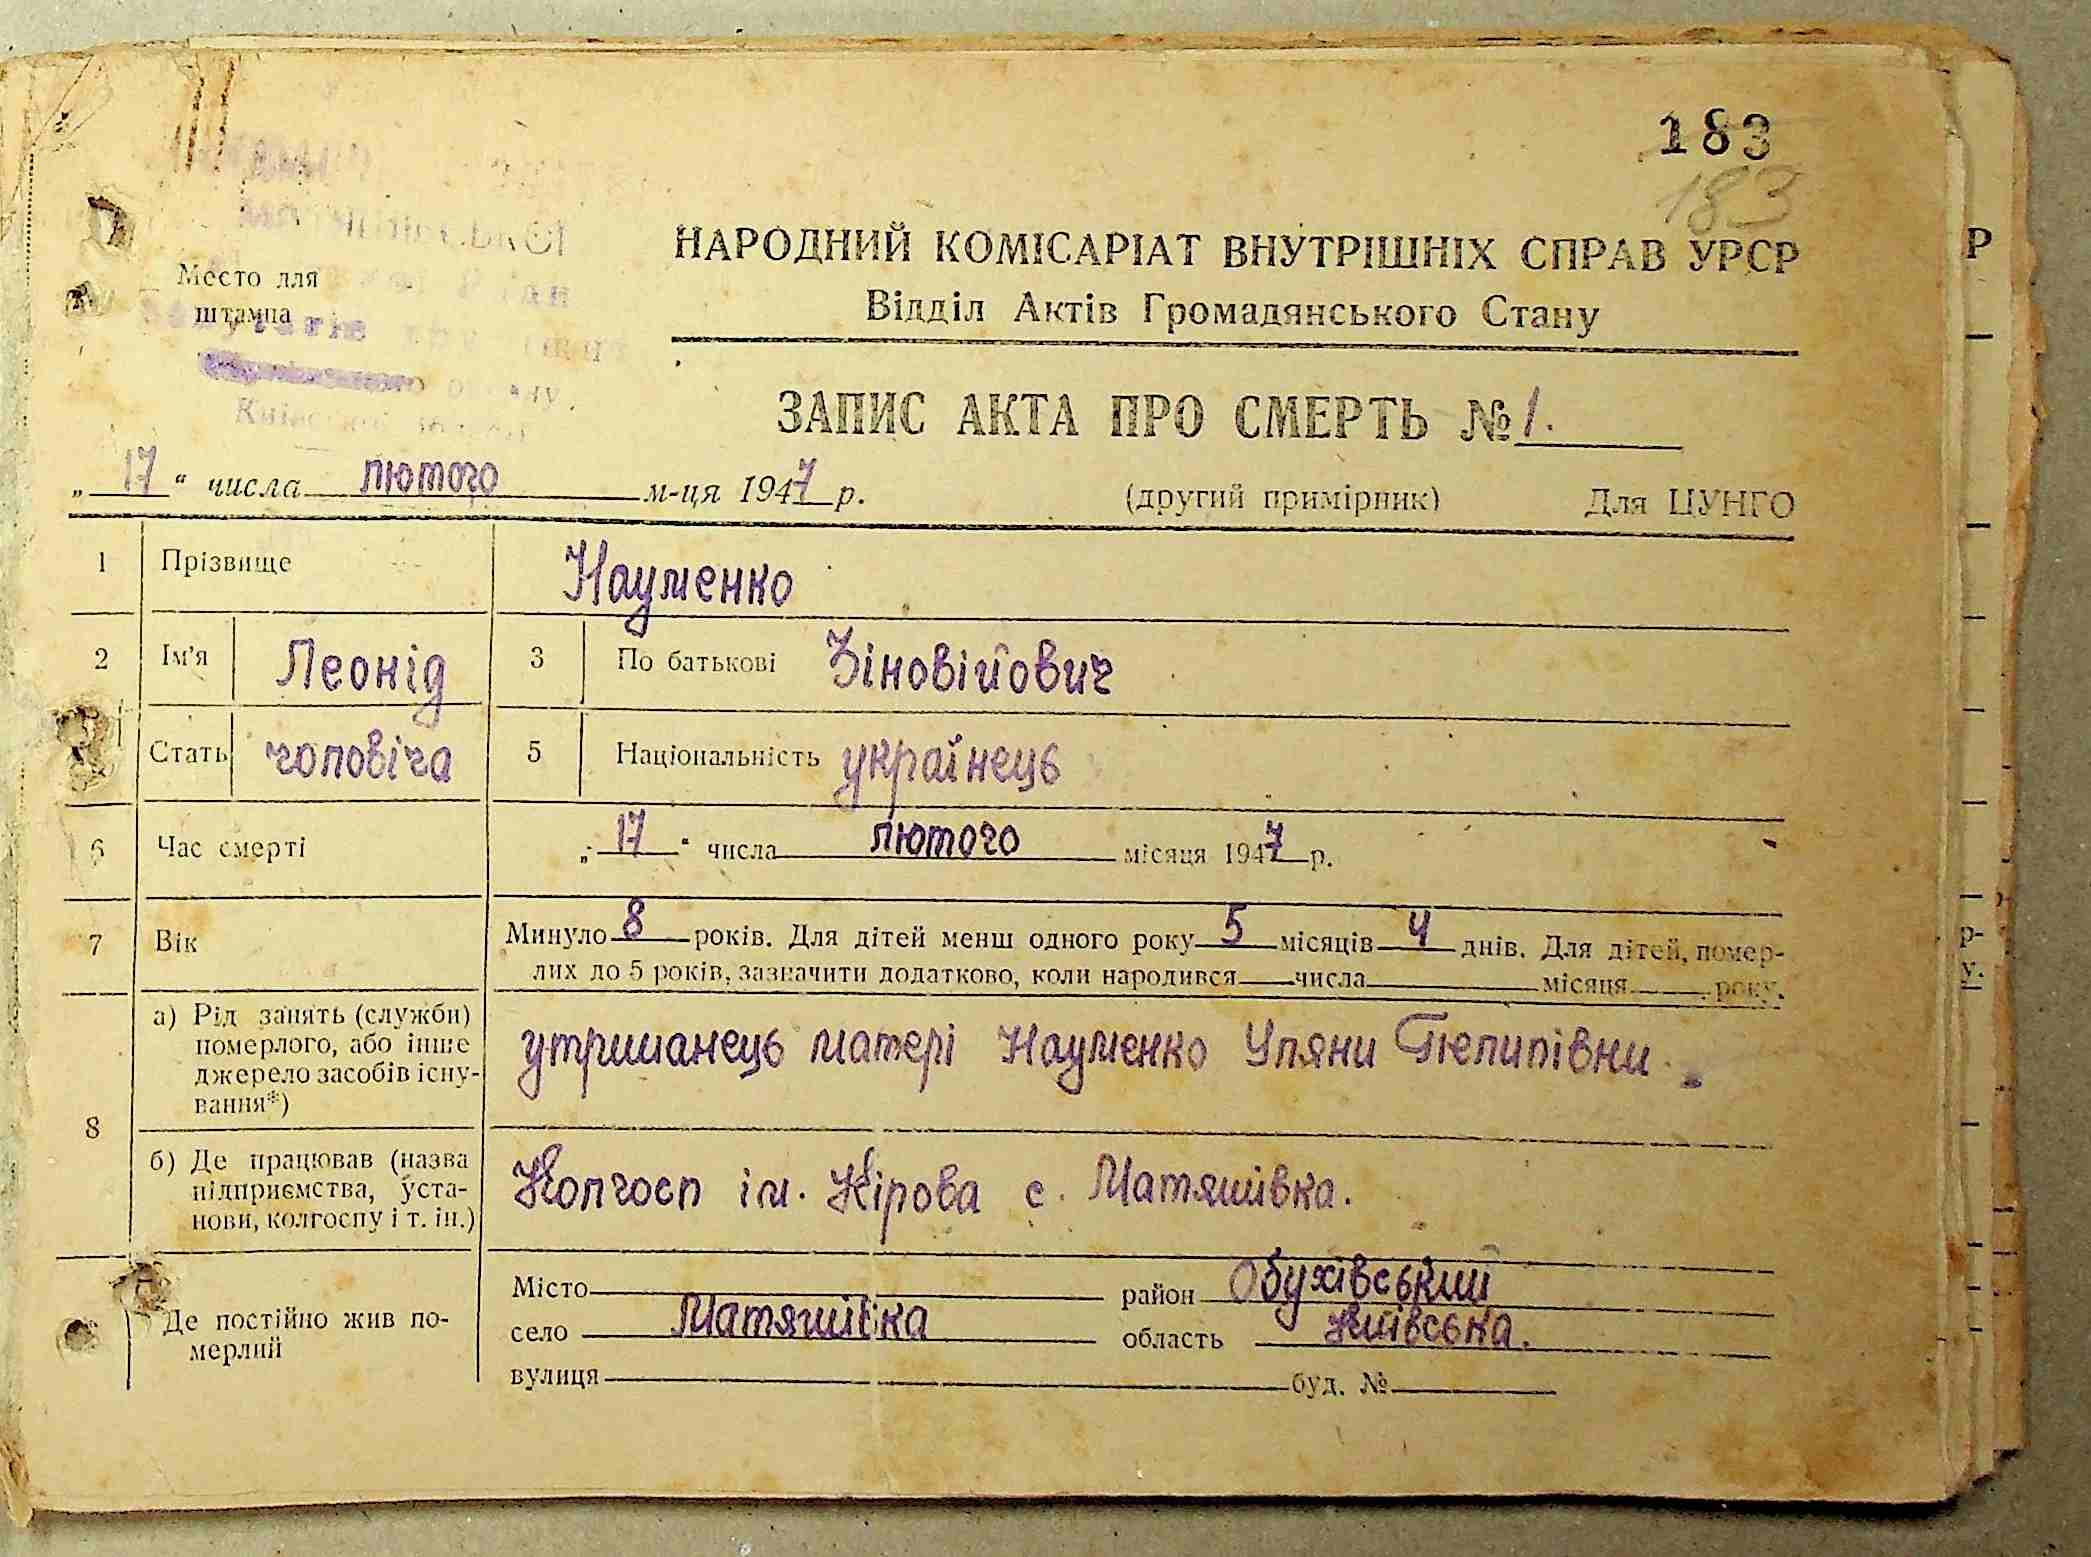 183
183
НАРОДНИЙ КОМІСАРІАТ ВНУТРІШНІХ СПРАВ УРСР
Р
Відділ Актів Громадянського Стану
Место для
штампа
ЗАПИС АКТА ПРО СМЕРТЬ № 1.
„ 17 “ числа лютого м-ця 1947 р. (другий примірник) Для ЦУНГО
1 Прізвище Науменко
2 Ім'я Леонід 3 По батькові Зіновійович
Стать чоловіча 5 Національність українець
6 Час смерті „ 17 “ числа лютого місяця 1947 р.
7 Вік Минуло 8 років. Для дітей менш одного року 5 місяців 4 днів. Для дітей, помер-
лих до 5 років, зазначити додатково, коли народився числа місяця року.
8 а) Рід занять (служби)
померлого, або інше
джерело засобів існу-
вання*)
утриманець матері Науменко Уляни Пилипівни.
б) Де працював (назва
підприємства, уста-
нови, колгоспу і т. ін.)
Колгосп ім. Кірова с. Матяшівка.
Де постійно жив по-
мерлий
Місто район Обухівський
село Матяшівка область Київська.
вулиця буд. №